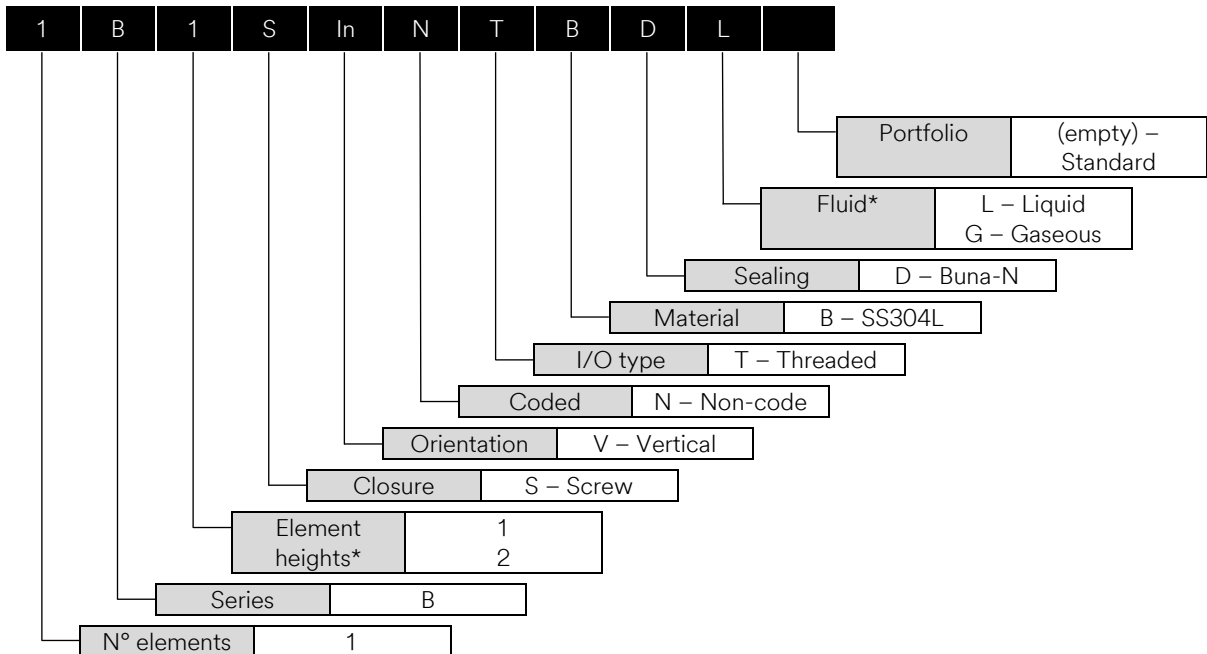 1 B 1 S In N T B D L
Portfolio (empty) –
Standard
Fluid* L – Liquid
G – Gaseous
Sealing D – Buna-N
Material B – SS304L
I/O type T – Threaded
Coded N – Non-code
Orientation V – Vertical
Closure S – Screw
Element 1
heights* 2
Series B
N° elements 1